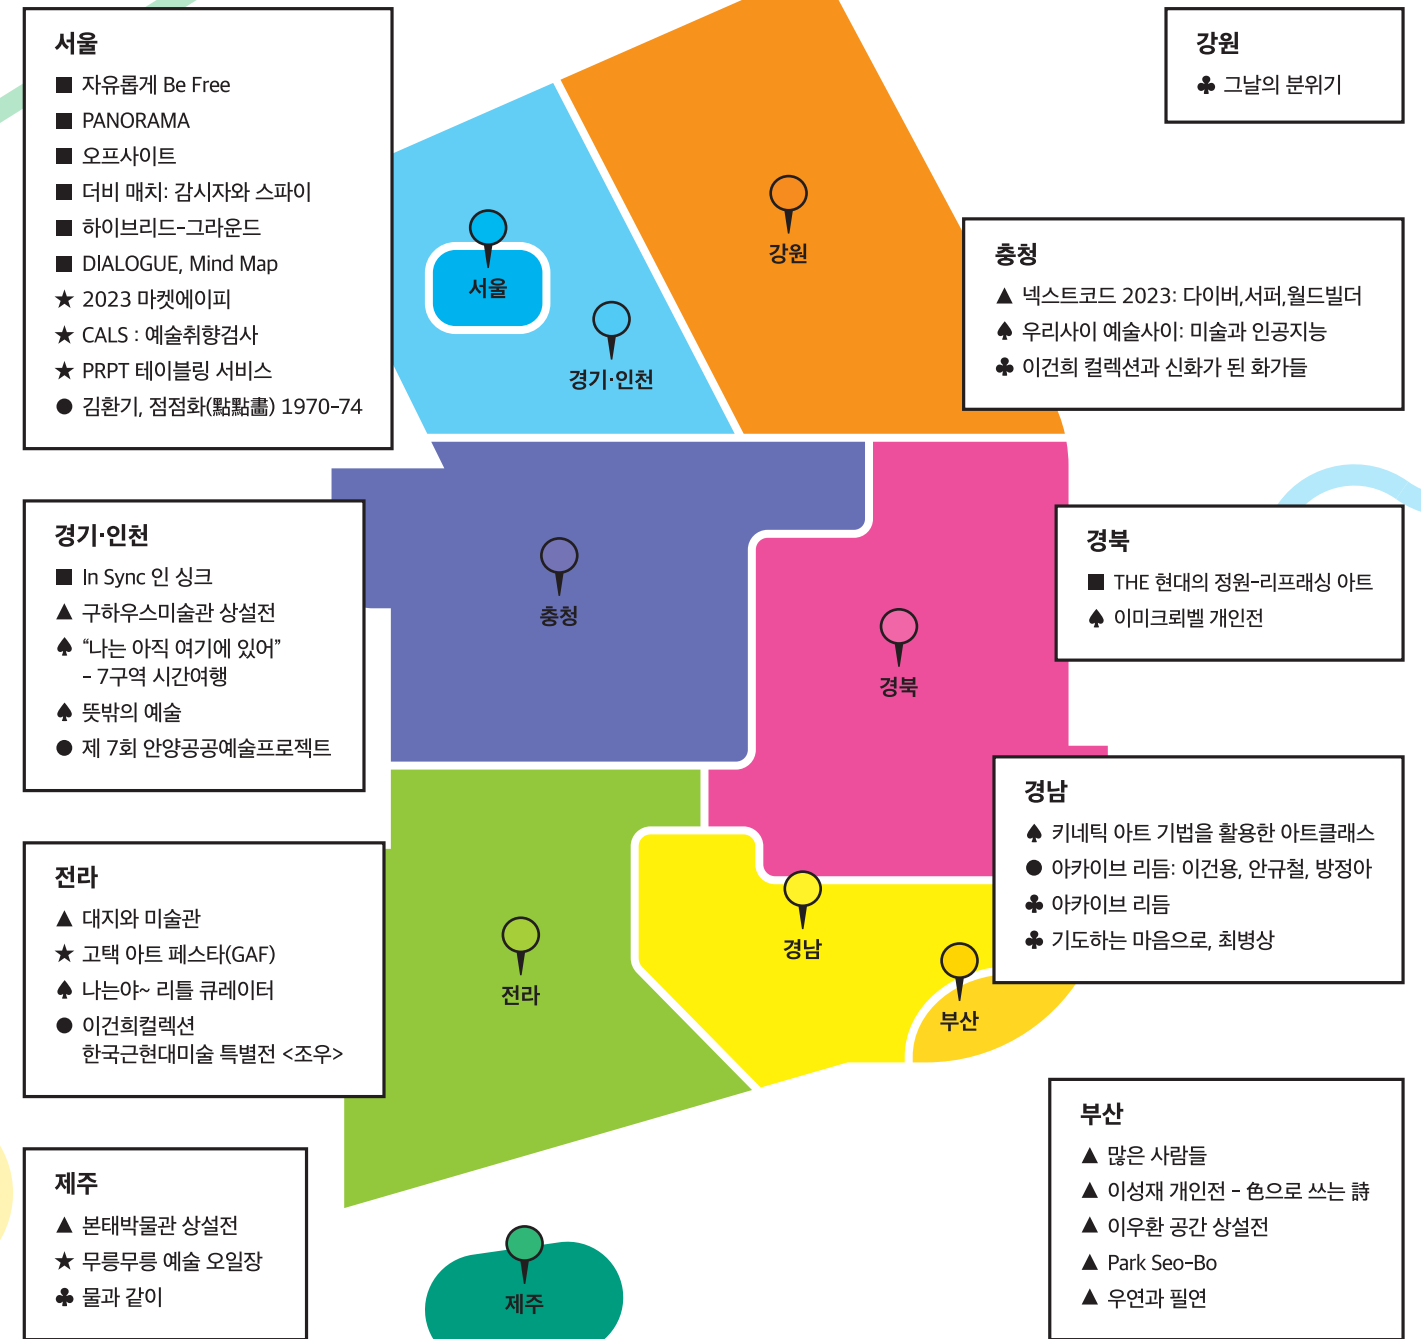 서울
■ 자유롭게 Be Free
■ PANORAMA
■ 오프사이트
■ 더비 매치: 감시자와 스파이
■ 하이브리드-그라운드
■ DIALOGUE, Mind Map
★ 2023 마켓에이피
★ CALS : 예술취향검사
★ PRPT 테이블링 서비스
● 김환기, 점점화(點點畵) 1970-74
경기·인천
■ In Sync 인 싱크
▲ 구하우스미술관 상설전
♠ “나는 아직 여기에 있어”
- 7구역 시간여행
♠ 뜻밖의 예술
● 제 7회 안양공공예술프로젝트
전라
▲ 대지와 미술관
★ 고택 아트 페스타(GAF)
♠ 나는야~ 리틀 큐레이터
● 이건희컬렉션
한국근현대미술 특별전 <조우>
제주
▲ 본태박물관 상설전
★ 무릉무릉 예술 오일장
♣ 물과 같이
서울
경기·인천
강원
충청
경북
전라
경남
부산
제주
강원
♣ 그날의 분위기
충청
▲ 넥스트코드 2023: 다이버,서퍼,월드빌더
♠ 우리사이 예술사이: 미술과 인공지능
♣ 이건희 컬렉션과 신화가 된 화가들
경북
■ THE 현대의 정원-리프래싱 아트
♠ 이미크뢰벨 개인전
경남
♠ 키네틱 아트 기법을 활용한 아트클래스
● 아카이브 리듬: 이건용, 안규철, 방정아
♣ 아카이브 리듬
♣ 기도하는 마음으로, 최병상
부산
▲ 많은 사람들
▲ 이성재 개인전 - 色으로 쓰는 詩
▲ 이우환 공간 상설전
▲ Park Seo-Bo
▲ 우연과 필연